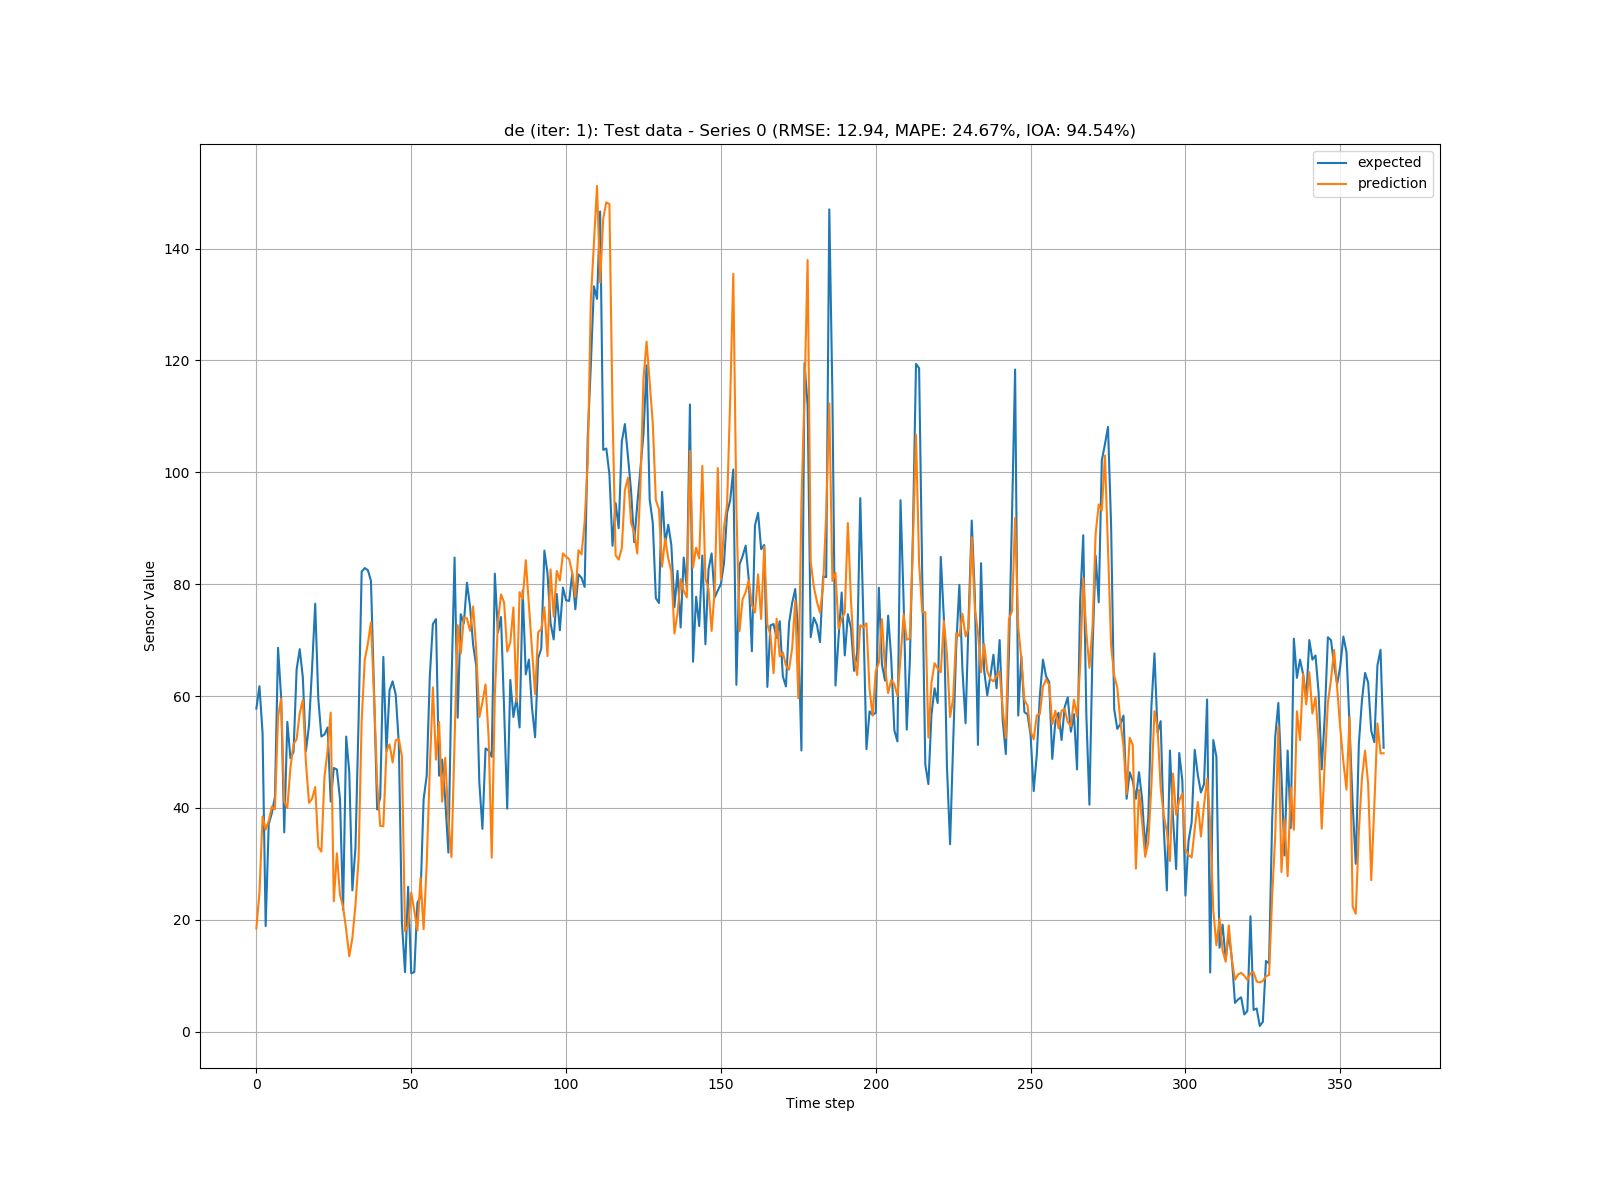 de (iter: 1): Test data - Series 0 (RMSE: 12.94, MAPE: 24.67%, IOA: 94.54%)
expected
prediction
Sensor Value
140
120
100
80
60
40
20
0
0 50 100 150 200 250 300 350
Time step